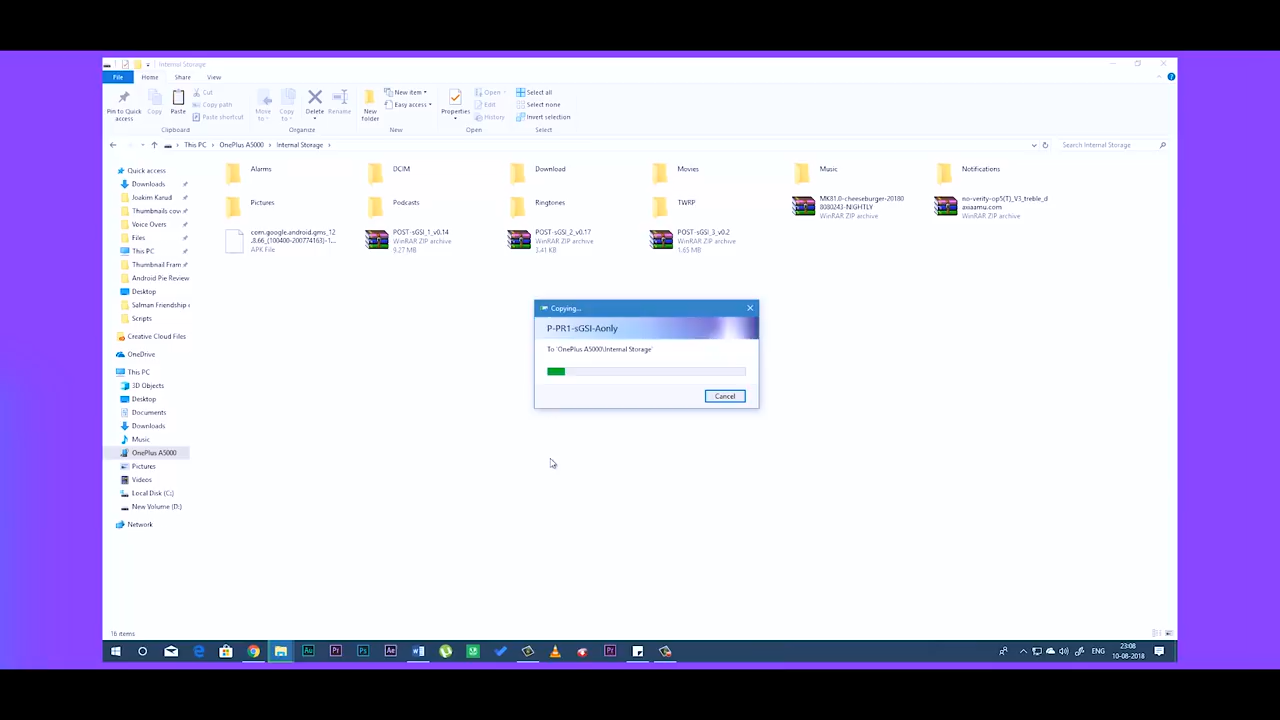 Internal Storage
File Home Share View
Pin to Quick access
Copy
Paste
Cut
Copy path
Paste shortcut
Clipboard
Move to
Copy to
Delete
Rename
Organize
New folder
New item
Easy access
New
Properties
Open
Edit
History
Open
Select all
Select none
Invert selection
Select
This PC > OnePlus A5000 > Internal Storage >
Search Internal Storage
Quick access
Downloads
Joakim Karud
Thumbnails cov
Voice Overs
Files
This PC
Thumbnail Fram
Android Pie Review
Desktop
Salman Friendship
Scripts
Creative Cloud Files
OneDrive
This PC
3D Objects
Desktop
Documents
Downloads
Music
OnePlus A5000
Pictures
Videos
Local Disk (C:)
New Volume (D:)
Network
Alarms
DCIM
Download
Movies
Music
Notifications
Pictures
Podcasts
Ringtones
TWRP
MK81.0-cheeseburger-20180
8080243-NIGHTLY
WinRAR ZIP archive
no-verity-op5(T)_V3_treble_d
axiaamu.com
WinRAR ZIP archive
com.google.android.gms_12
.8.66_(100400-200774163)-1...
APK File
POST-sGSI_1_v0.14
WinRAR ZIP archive
9.27 MB
POST-sGSI_2_v0.17
WinRAR ZIP archive
3.41 KB
POST-sGSI_3_v0.2
WinRAR ZIP archive
1.65 MB
Copying...
P-PR1-sGSI-Aonly
To 'OnePlus A5000\Internal Storage'
Cancel
16 items
ENG
23:08
10-08-2018